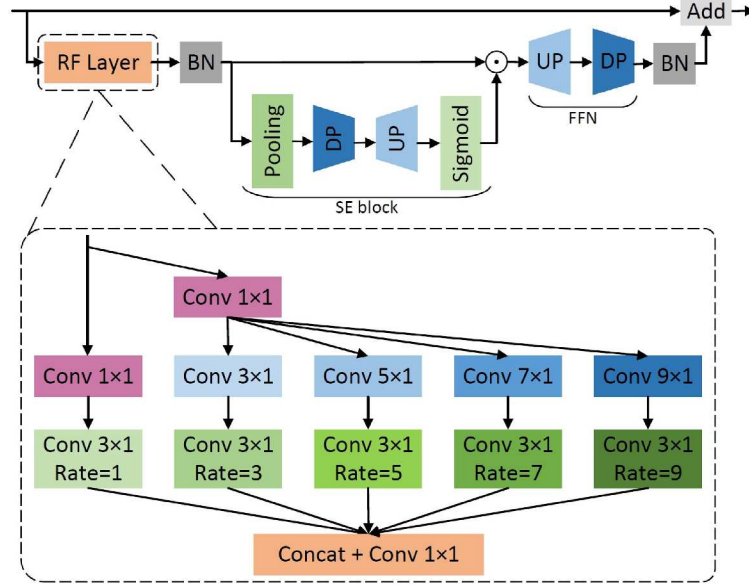 Add
RF Layer
BN
UP
DP
BN
FFN
Pooling
DP
UP
Sigmoid
SE block
Conv 1×1
Conv 1×1
Conv 3×1
Conv 5×1
Conv 7×1
Conv 9×1
Conv 3×1
Rate=1
Conv 3×1
Rate=3
Conv 3×1
Rate=5
Conv 3×1
Rate=7
Conv 3×1
Rate=9
Concat + Conv 1×1